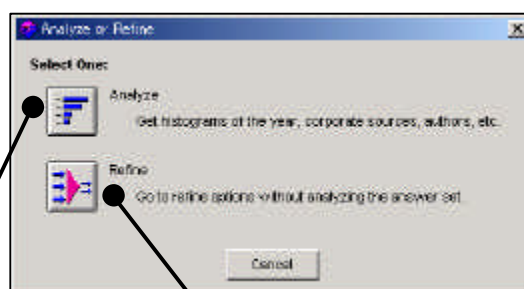 Analyze or Refine
Select One:
Analyze
Get histograms of the year, corporate sources, authors, etc.
Refine
Go to refine options without analyzing the answer set.
Cancel